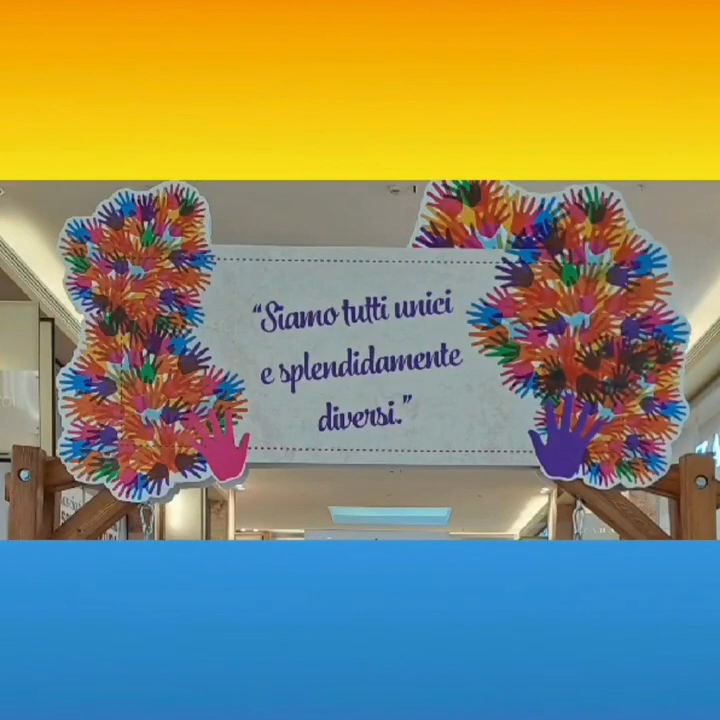 “Siamo tutti unici
e splendidamente
diversi.”